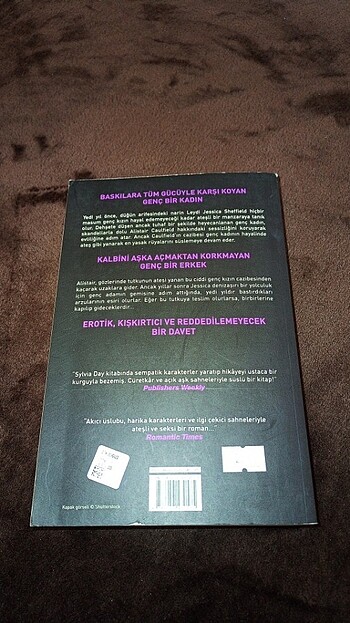 BASKILARA TÜM GÜCÜYLE KARŞI KOYAN
GENÇ BİR KADIN
Yedi yıl önce, düğün arifesindeki narin Leydi Jessica Sheffield hiçbir
masum genç kızın hayal edemeyeceği kadar ateşli bir manzaraya tanık
olur. Dehşete düşen ancak tuhaf bir şekilde heyecanlanan genç kadın,
skandallarla dolu Alistair Caulfield hakkındaki sessizliğini koruyarak
evliliğine adım atar. Ancak Caulfield'ın cazibesi genç kadının hayalinde
ateş gibi yanarak en yasak rüyalarını süslemeye devam eder.
KALBİNİ AŞKA AÇMAKTAN KORKMAYAN
GENÇ BİR ERKEK
Alistair, gözlerinde tutkunun ateşi yanan bu ciddi genç kızın cazibesinden
kaçarak uzaklara gider. Ancak yıllar sonra Jessica denizaşırı bir yolculuk
için genç adamın gemisine adım attığında, yedi yıldır bastırdıkları
arzularının esiri olurlar. Eğer bu tutkuya teslim olurlarsa, birbirlerine
kapılıp gideceklerdir...
EROTİK, KIŞKIRTICI VE REDDEDİLEMEYECEK
BİR DAVET
"Sylvia Day kitabında sempatik karakterler yaratıp hikâyeyi ustaca bir
kurguyla bezemiş. Cüretkâr ve açık aşk sahneleriyle süslü bir kitap!"
Publishers Weekly
"Akıcı üslubu, harika karakterleri ve ilgi çekici sahneleriyle
ateşli ve seksi bir roman..."
Romantic Times
Kapak görseli © Shutterstock